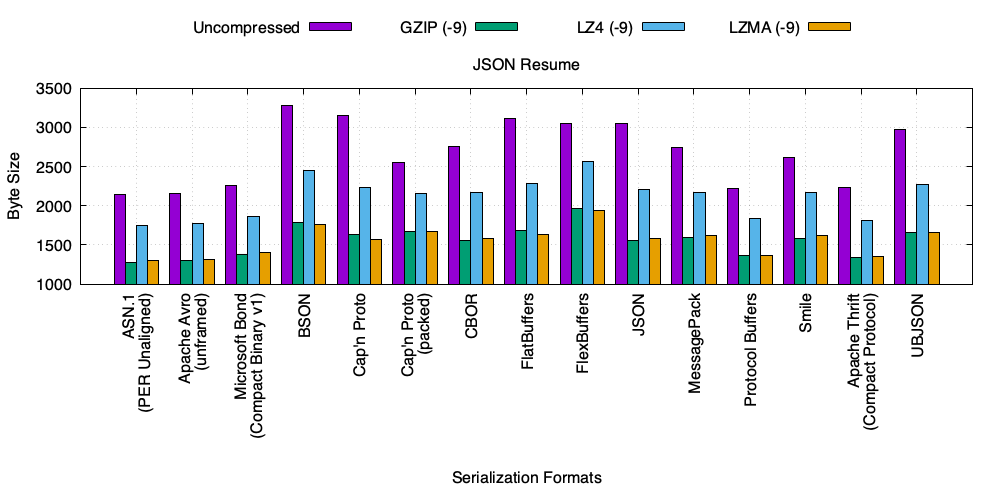 Uncompressed GZIP (-9) LZ4 (-9) LZMA (-9)
JSON Resume
Byte Size
3500
3000
2500
2000
1500
1000
ASN.1
(PER Unaligned)
Apache Avro
(unframed)
Microsoft Bond
(Compact Binary v1)
BSON
Cap'n Proto
Cap'n Proto
(packed)
CBOR
FlatBuffers
FlexBuffers
JSON
MessagePack
Protocol Buffers
Smile
Apache Thrift
(Compact Protocol)
UBJSON
Serialization Formats